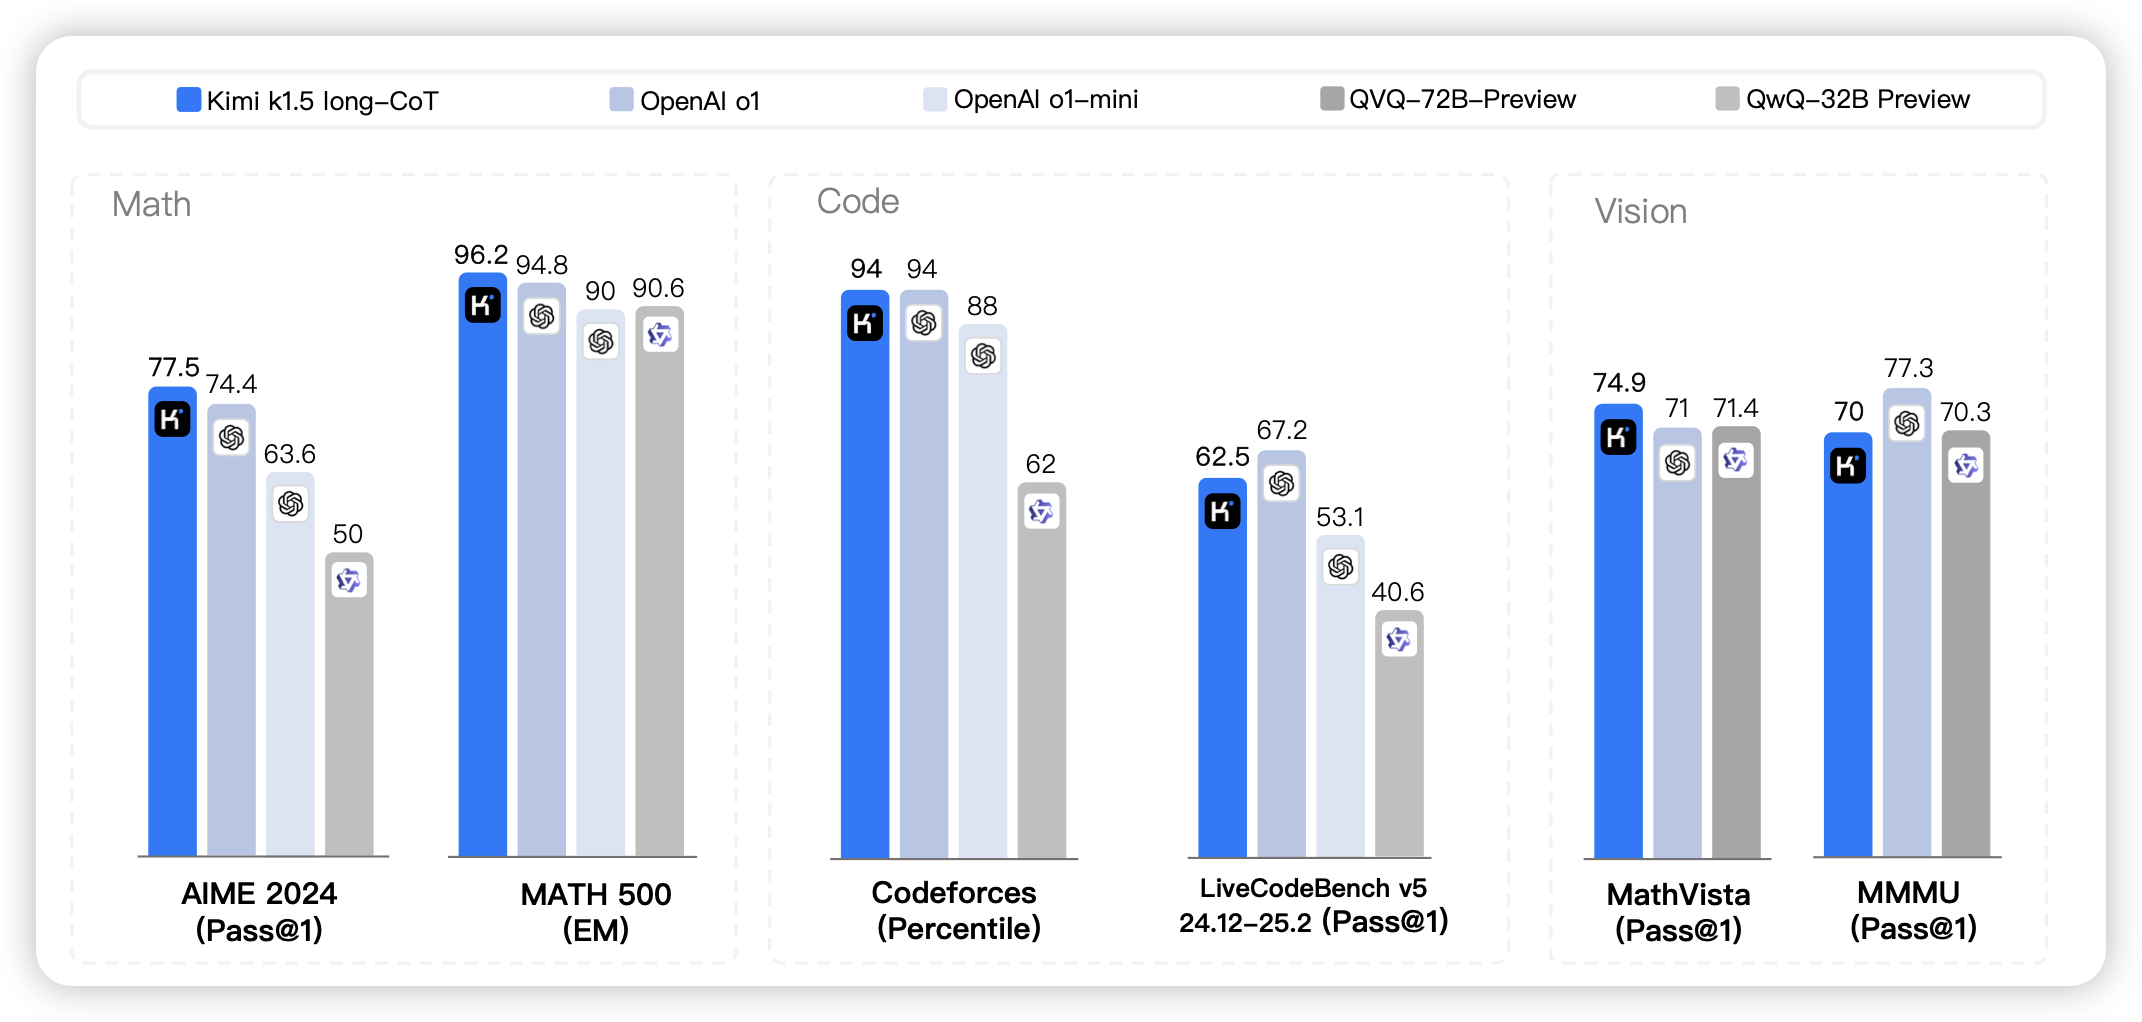 Kimi k1.5 long-CoT
OpenAI o1
OpenAI o1-mini
QVQ-72B-Preview
QwQ-32B Preview
Math
77.5
74.4
63.6
50
AIME 2024
(Pass@1)
96.2
94.8
90
90.6
MATH 500
(EM)
Code
94
94
88
62
Codeforces
(Percentile)
62.5
67.2
53.1
40.6
LiveCodeBench v5
24.12-25.2 (Pass@1)
Vision
74.9
71
71.4
MathVista
(Pass@1)
70
77.3
70.3
MMMU
(Pass@1)